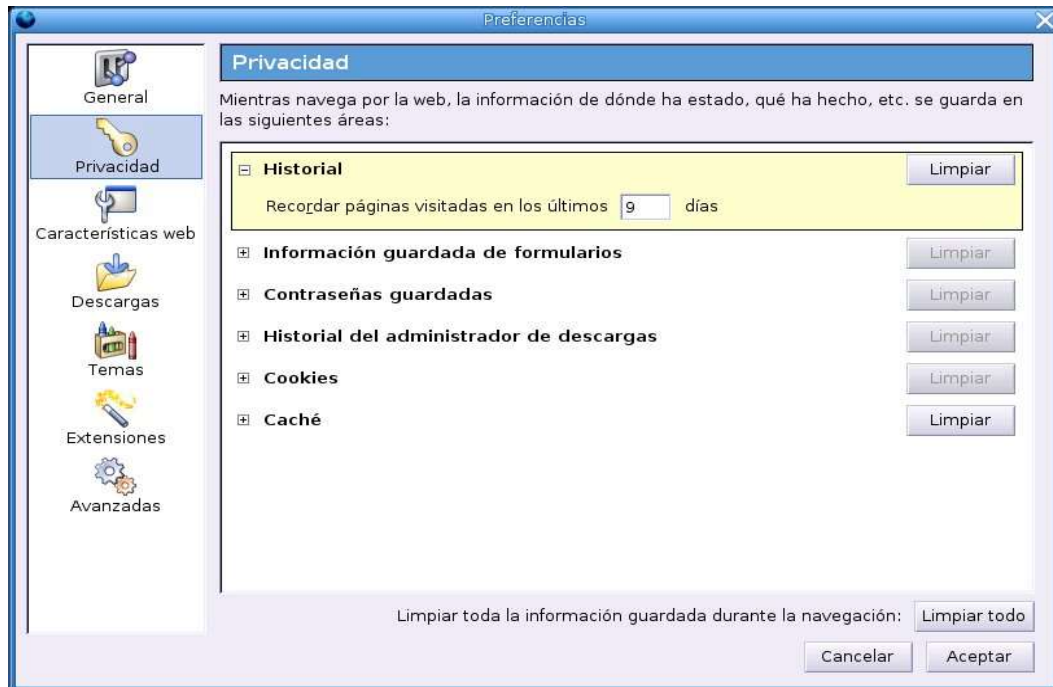 Preferencias
General
Privacidad
Características web
Descargas
Temas
Extensiones
Avanzadas
Privacidad
Mientras navega por la web, la información de dónde ha estado, qué ha hecho, etc. se guarda en
las siguientes áreas:
Historial Limpiar
Recordar páginas visitadas en los últimos 9 días
Información guardada de formularios Limpiar
Contraseñas guardadas Limpiar
Historial del administrador de descargas Limpiar
Cookies Limpiar
Caché Limpiar
Limpiar toda la información guardada durante la navegación: Limpiar todo
Cancelar Aceptar